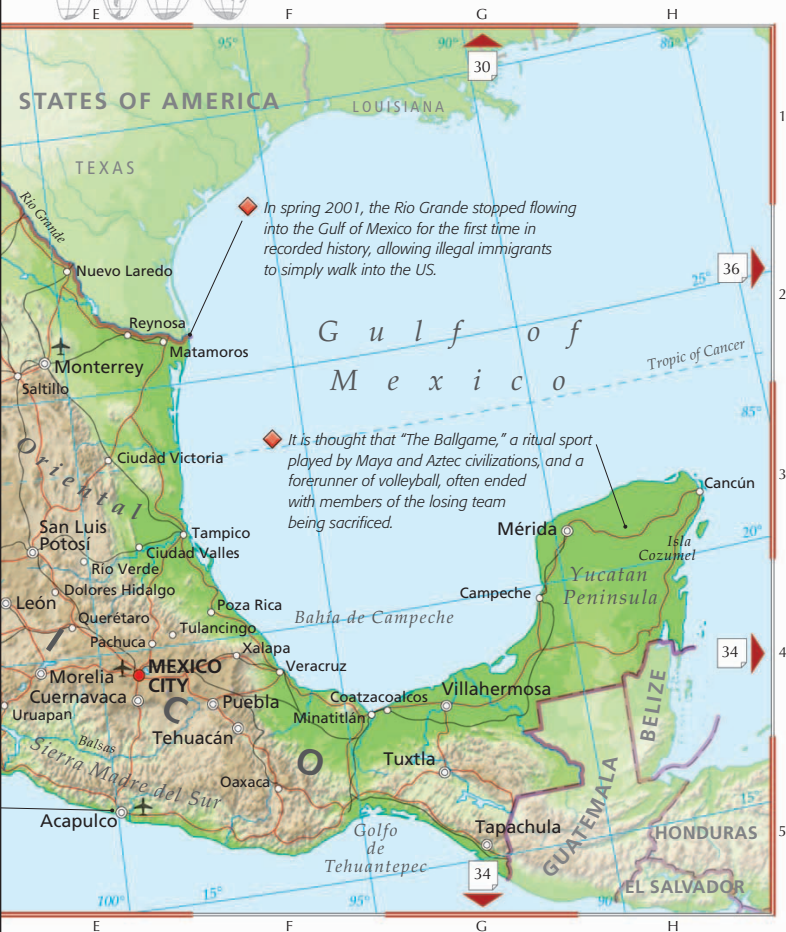 E F G H
95° 90° 85°
30
STATES OF AMERICA
LOUISIANA
1
TEXAS
Rio Grande
In spring 2001, the Rio Grande stopped flowing
into the Gulf of Mexico for the first time in
recorded history, allowing illegal immigrants
to simply walk into the US.
Nuevo Laredo
36
25°
2
Reynosa
Matamoros
Gulf of
Mexico
Monterrey
Saltillo
Tropic of Cancer
85°
Oriental
It is thought that “The Ballgame,” a ritual sport
played by Maya and Aztec civilizations, and a
forerunner of volleyball, often ended
with members of the losing team
being sacrificed.
Ciudad Victoria
3
Cancún
San Luis
Potosí
Tampico
Ciudad Valles
Mérida
20°
Isla
Cozumel
Río Verde
Yucatan
Peninsula
Dolores Hidalgo
León
Poza Rica
Campeche
Bahía de Campeche
Querétaro
Tulancingo
Pachuca
Xalapa
34
4
I
MEXICO
CITY
Veracruz
Morelia
Cuernavaca
Puebla
Coatzacoalcos
Villahermosa
BELIZE
Uruapan
C
Minatitlán
Tehuacán
Balsas
O
Tuxtla
Sierra Madre del Sur
Oaxaca
15°
Acapulco
Golfo
de
Tehuantepec
Tapachula
GUATEMALA
HONDURAS
5
34
EL SALVADOR
100° 15° 95° 90°
E F G H